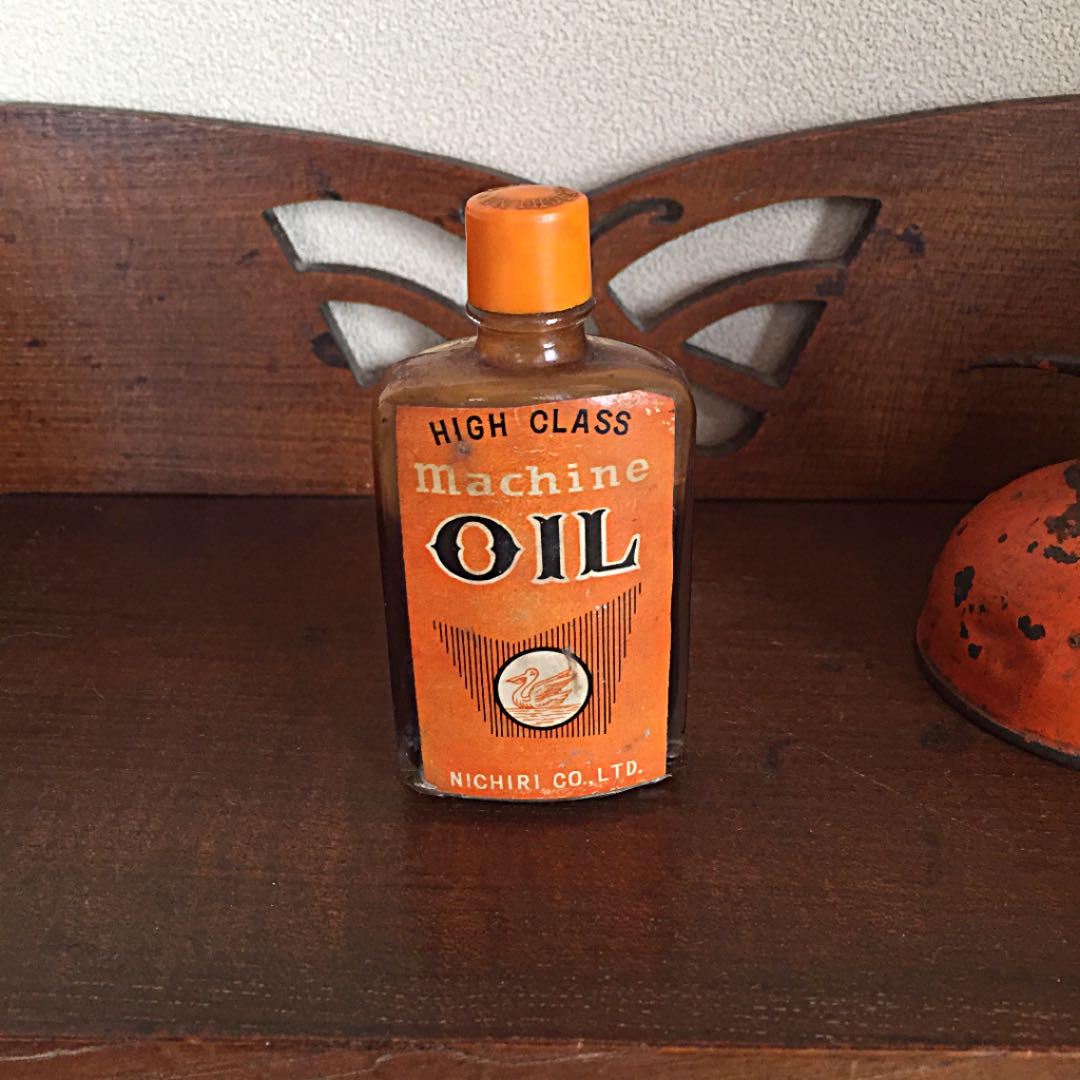 HIGH CLASS
Machine
OIL
NICHIRI CO.,LTD.